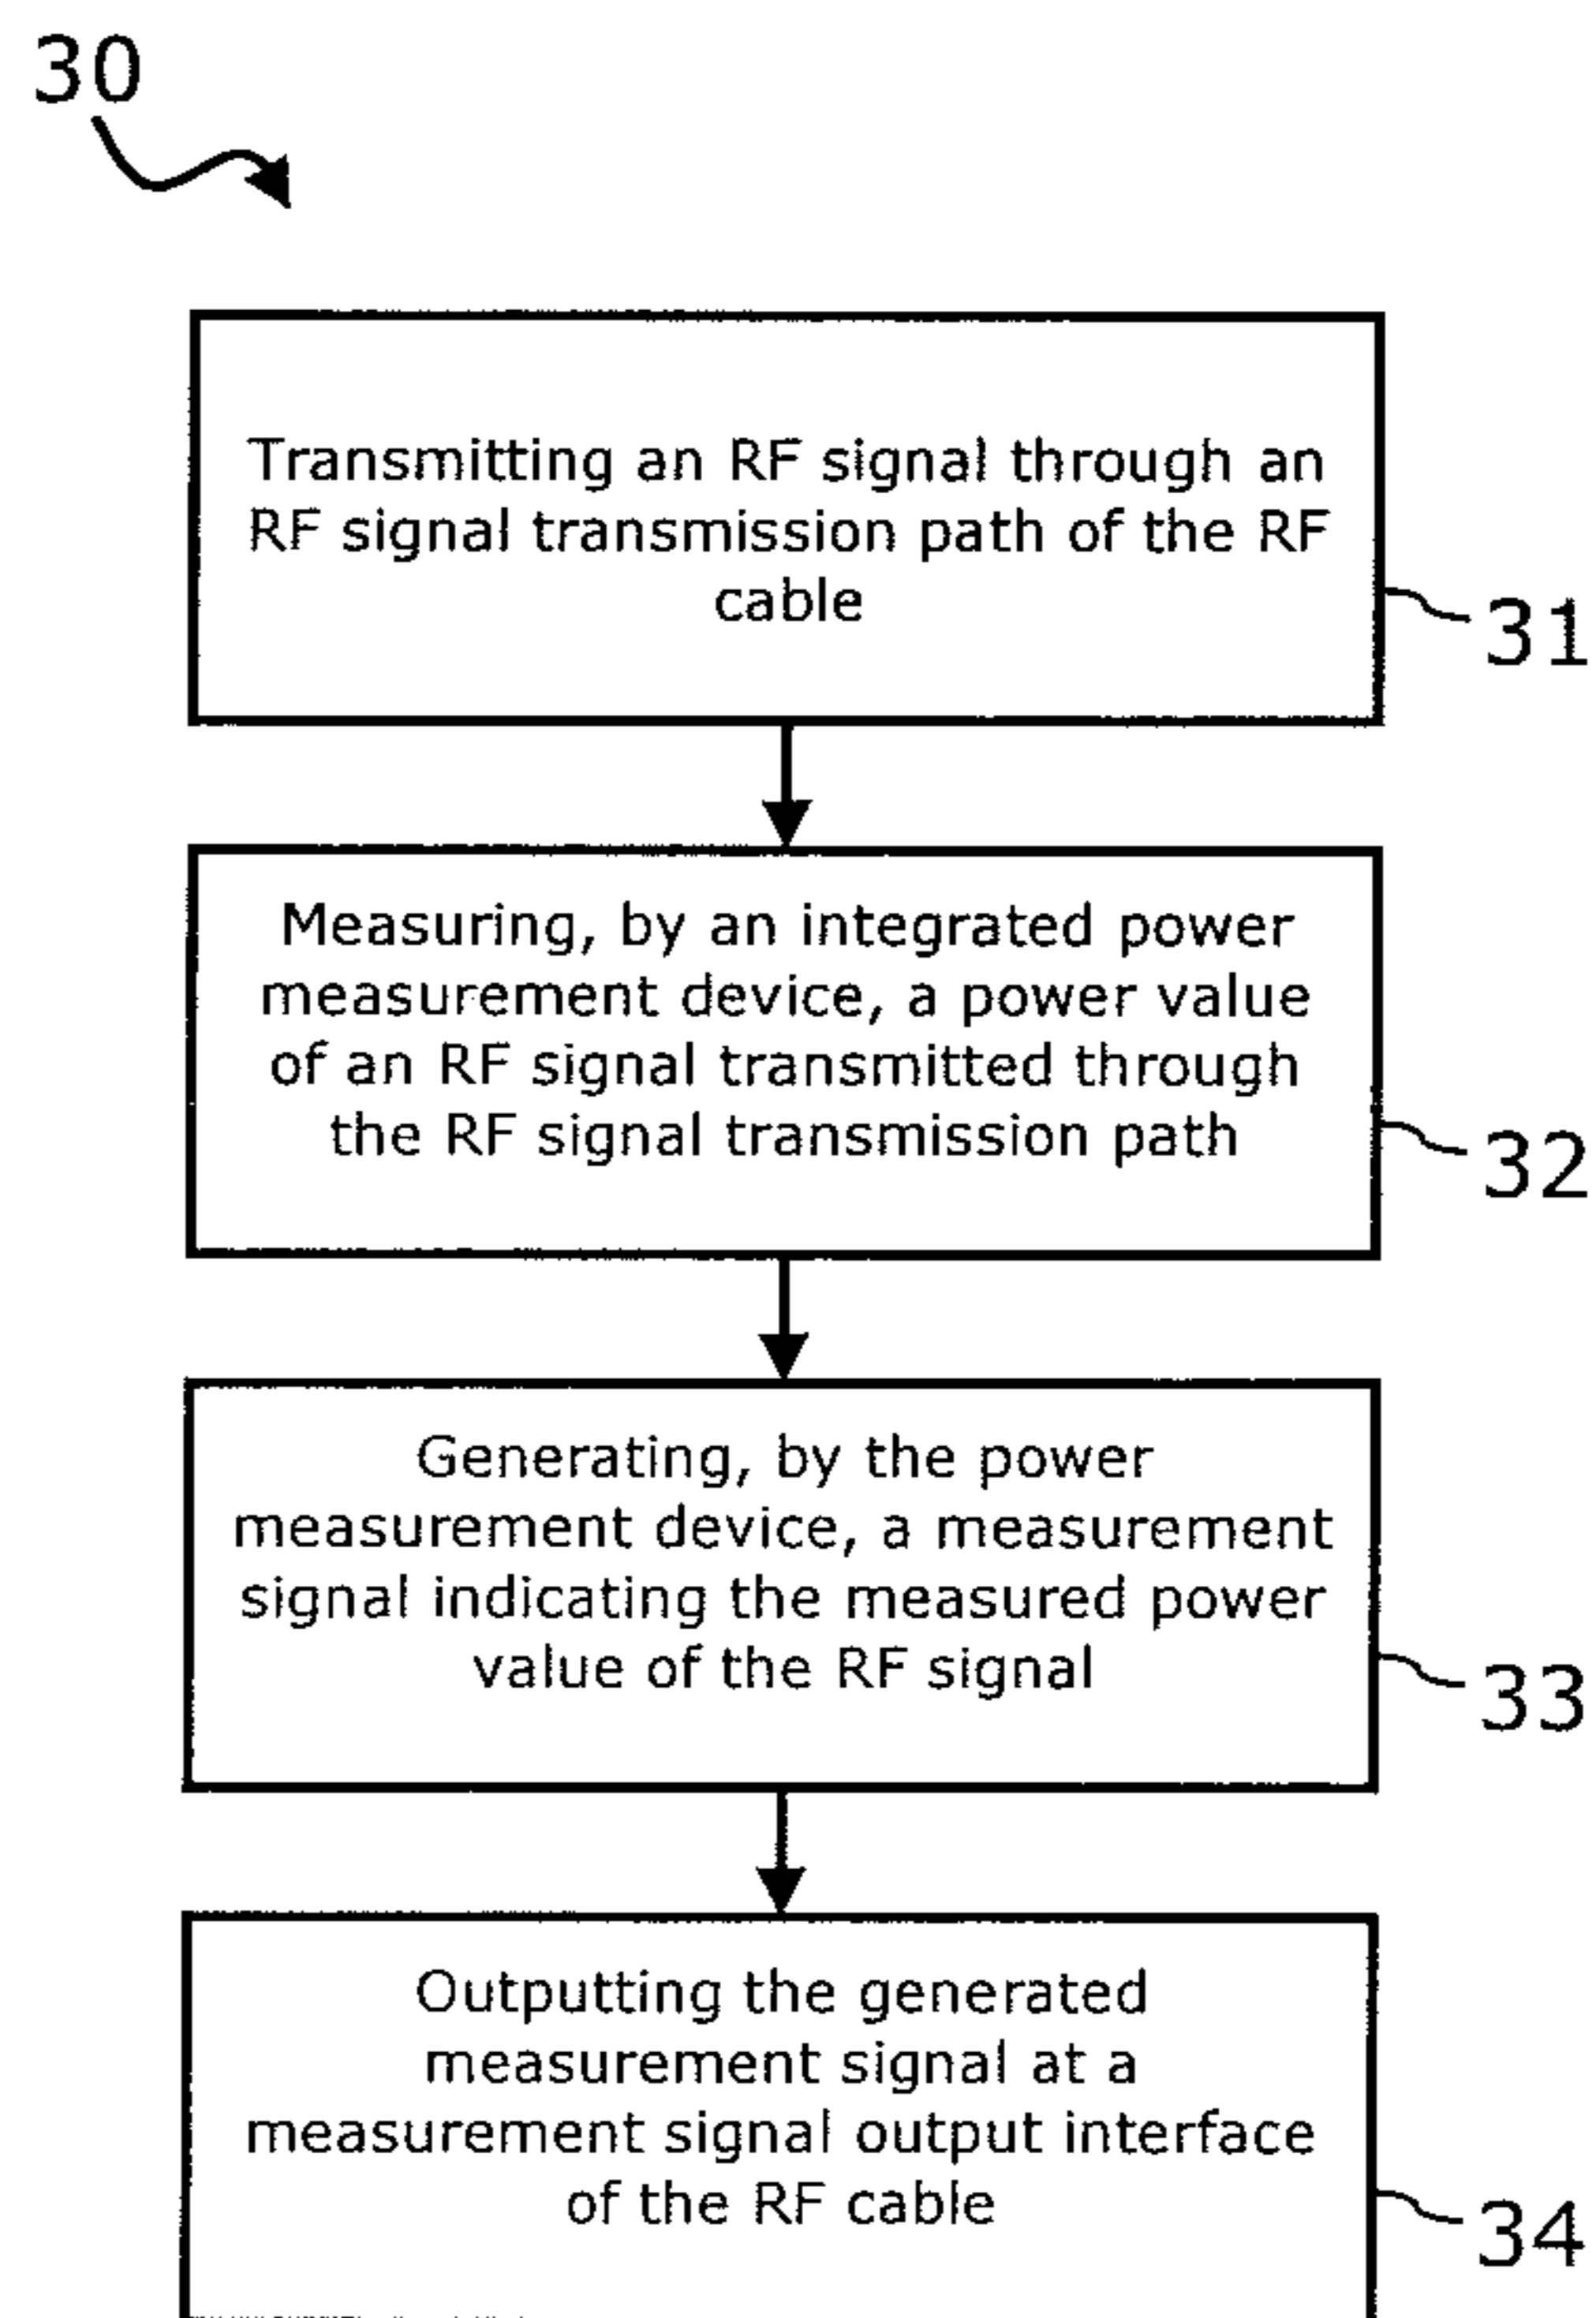 30
Transmitting an RF signal through an
RF signal transmission path of the RF
cable
31
Measuring, by an integrated power
measurement device, a power value
of an RF signal transmitted through
the RF signal transmission path
32
Generating, by the power
measurement device, a measurement
signal indicating the measured power
value of the RF signal
33
Outputting the generated
measurement signal at a
measurement signal output interface
of the RF cable
34